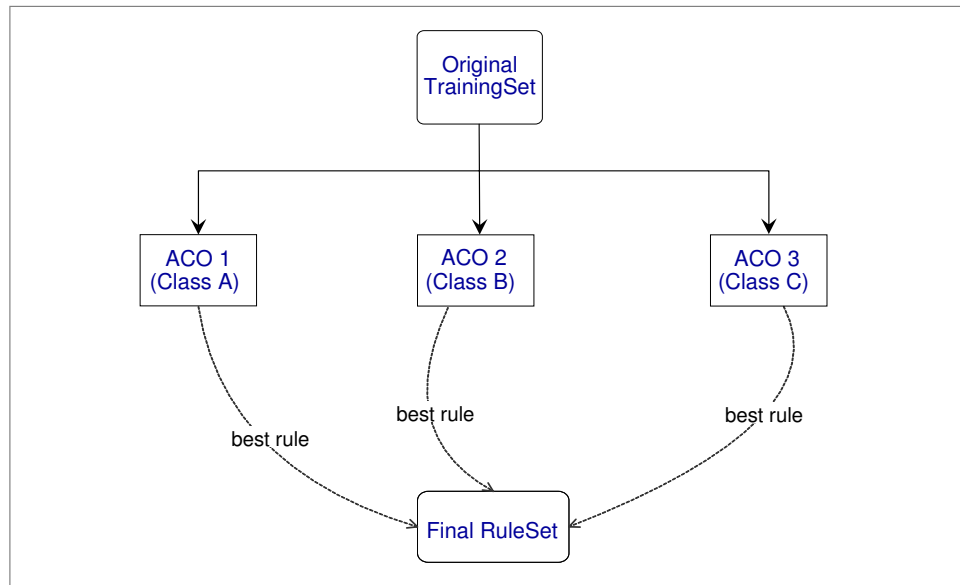 Original
TrainingSet
ACO 1
(Class A)
ACO 2
(Class B)
ACO 3
(Class C)
best rule
best rule
best rule
Final RuleSet